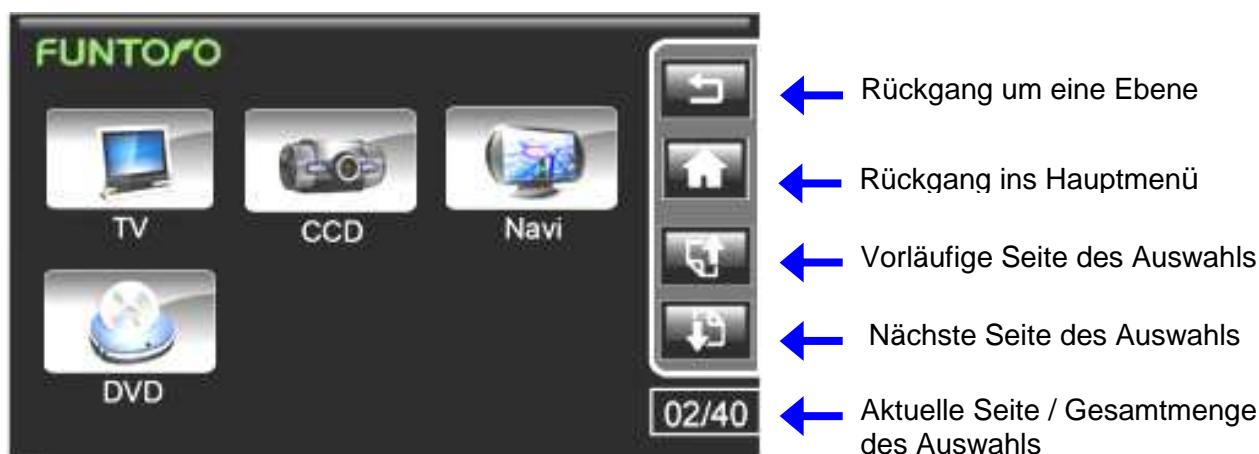 FUNTORO
TV
CCD
Navi
DVD
02/40
Rückgang um eine Ebene
Rückgang ins Hauptmenü
Vorläufige Seite des Auswahls
Nächste Seite des Auswahls
Aktuelle Seite / Gesamtmenge
des Auswahls